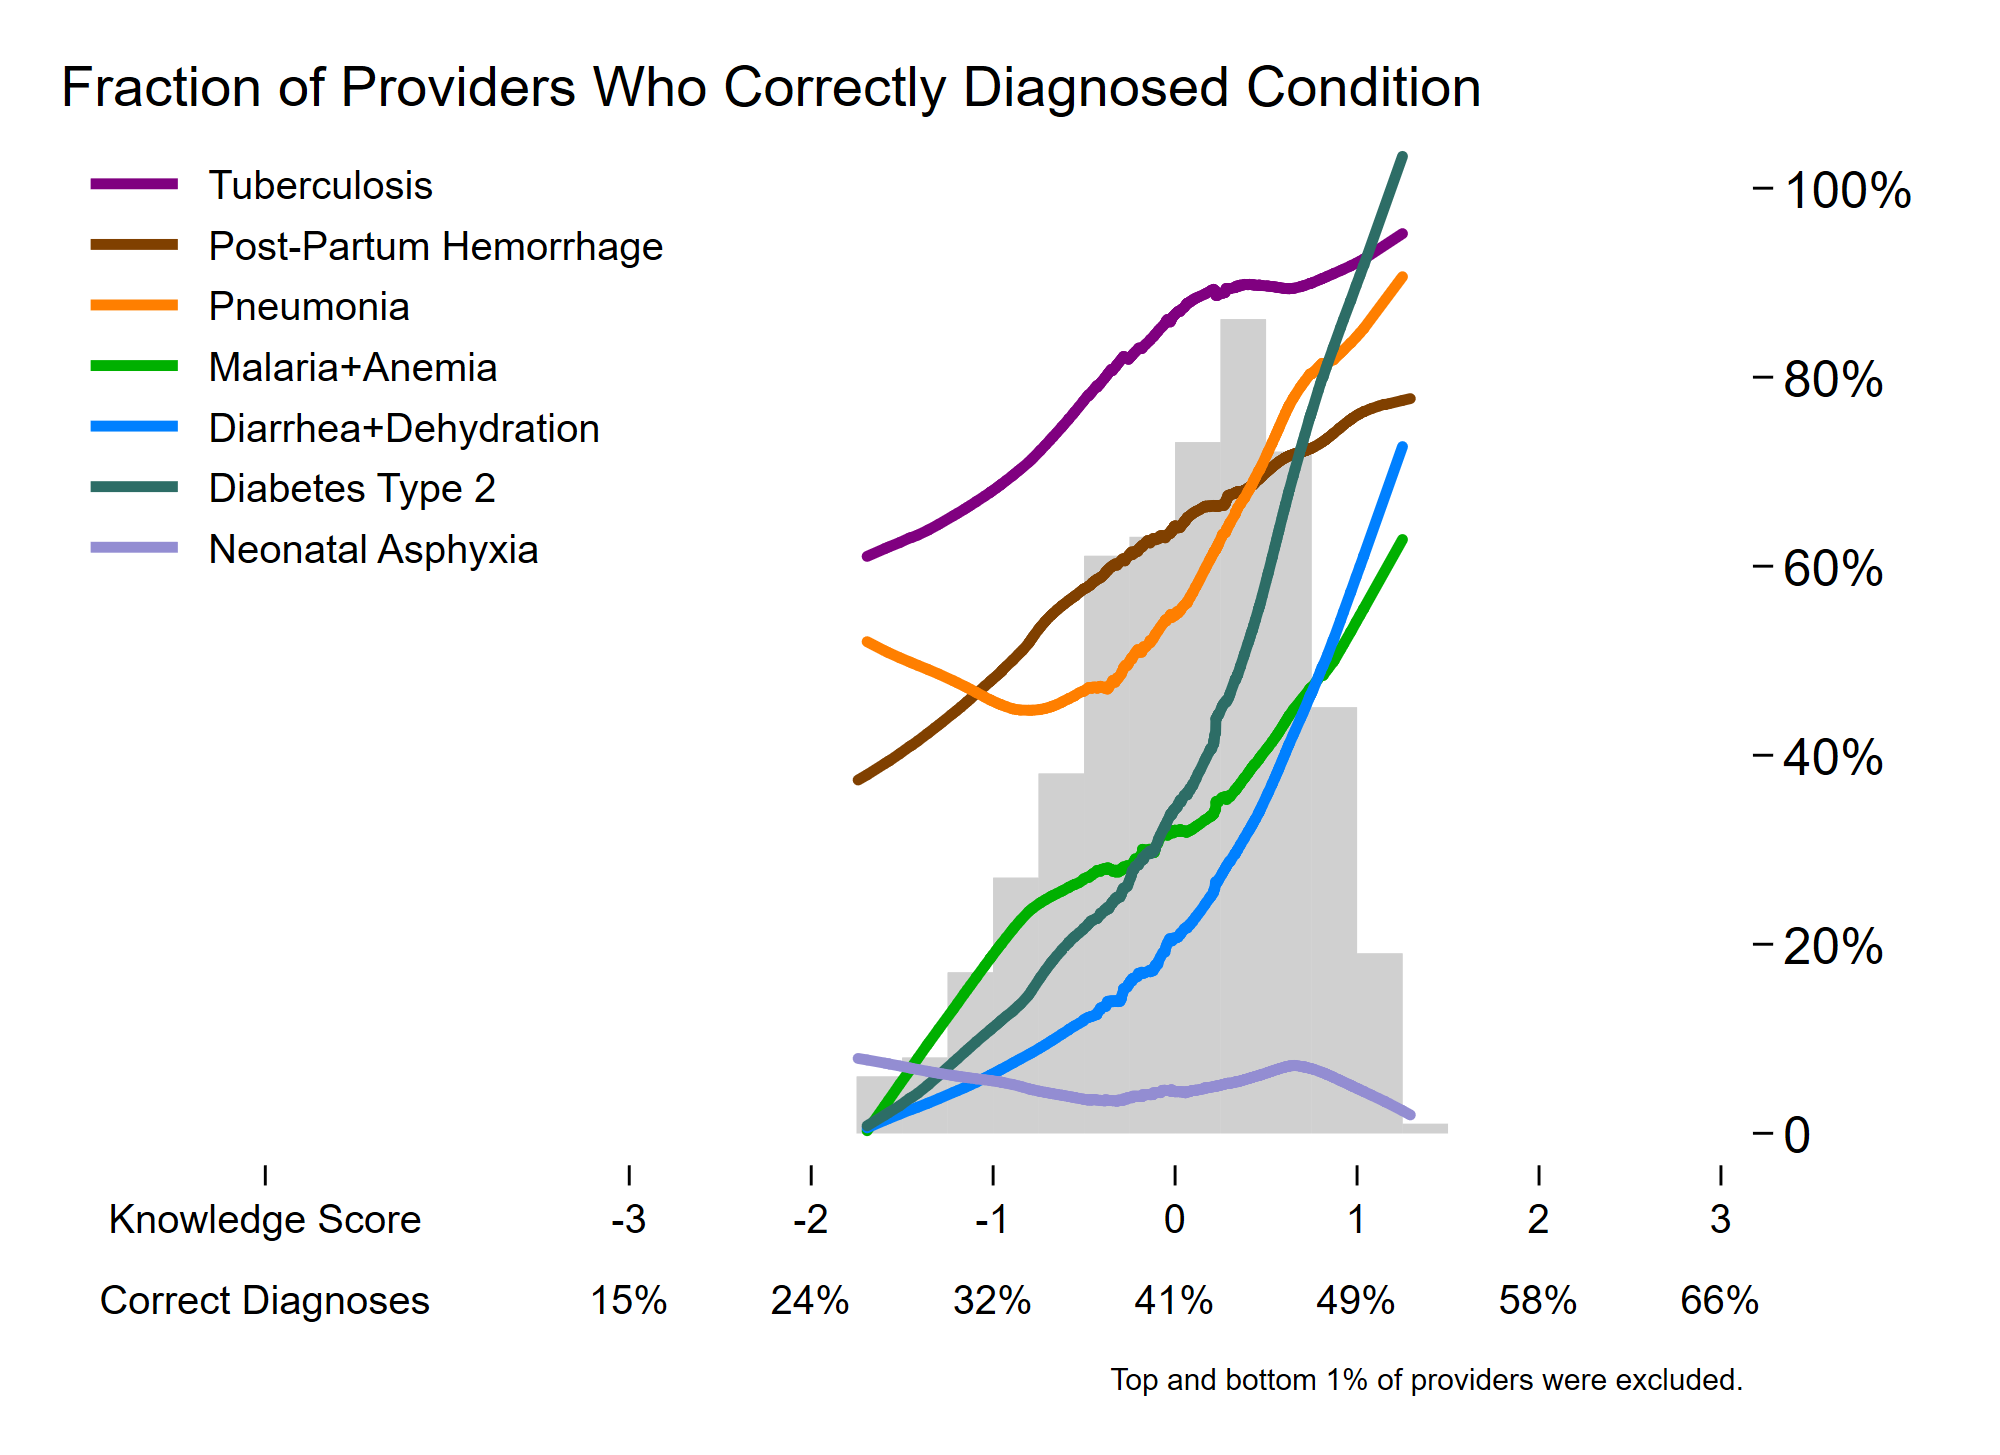 Fraction of Providers Who Correctly Diagnosed Condition
Tuberculosis
Post-Partum Hemorrhage
Pneumonia
Malaria+Anemia
Diarrhea+Dehydration
Diabetes Type 2
Neonatal Asphyxia
100%
80%
60%
40%
20%
0
Knowledge Score -3 -2 -1 0 1 2 3
Correct Diagnoses 15% 24% 32% 41% 49% 58% 66%
Top and bottom 1% of providers were excluded.